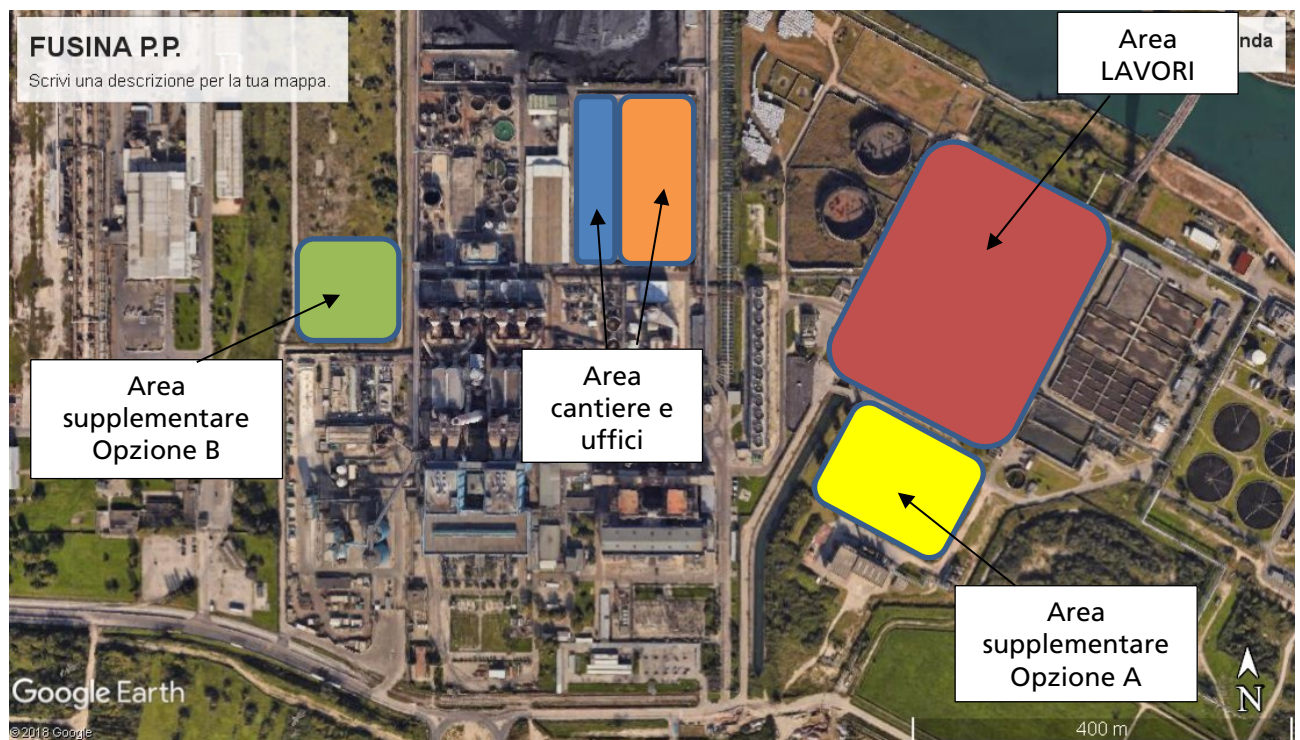 FUSINA P.P.
Scrivi una descrizione per la tua mappa.
Area
LAVORI
nda
Area
supplementare
Opzione B
Area
cantiere e
uffici
Area
supplementare
Opzione A
N
400 m
Google Earth
©2018 Google